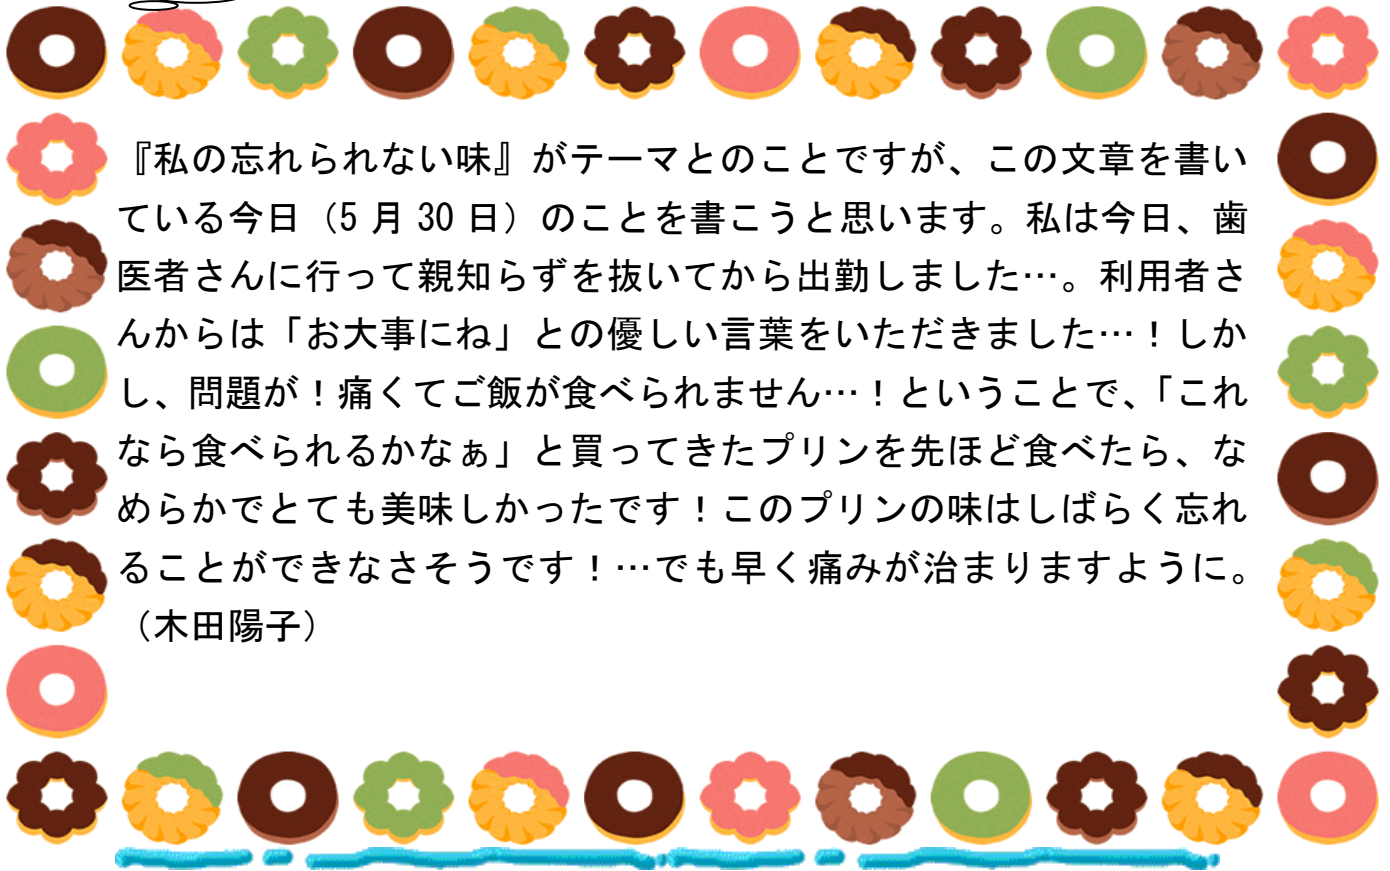 『私の忘れられない味』がテーマとのことですが、この文章を書い
ている今日（5 月 30 日）のことを書こうと思います。私は今日、歯
医者さんに行って親知らずを抜いてから出勤しました…。利用者さ
んからは「お大事にね」との優しい言葉をいただきました…！しか
し、問題が！痛くてご飯が食べられません…！ということで、「これ
なら食べられるかなぁ」と買ってきたプリンを先ほど食べたら、な
めらかでとても美味しかったです！このプリンの味はしばらく忘れ
ることができなさそうです！…でも早く痛みが治まりますように。
（木田陽子）